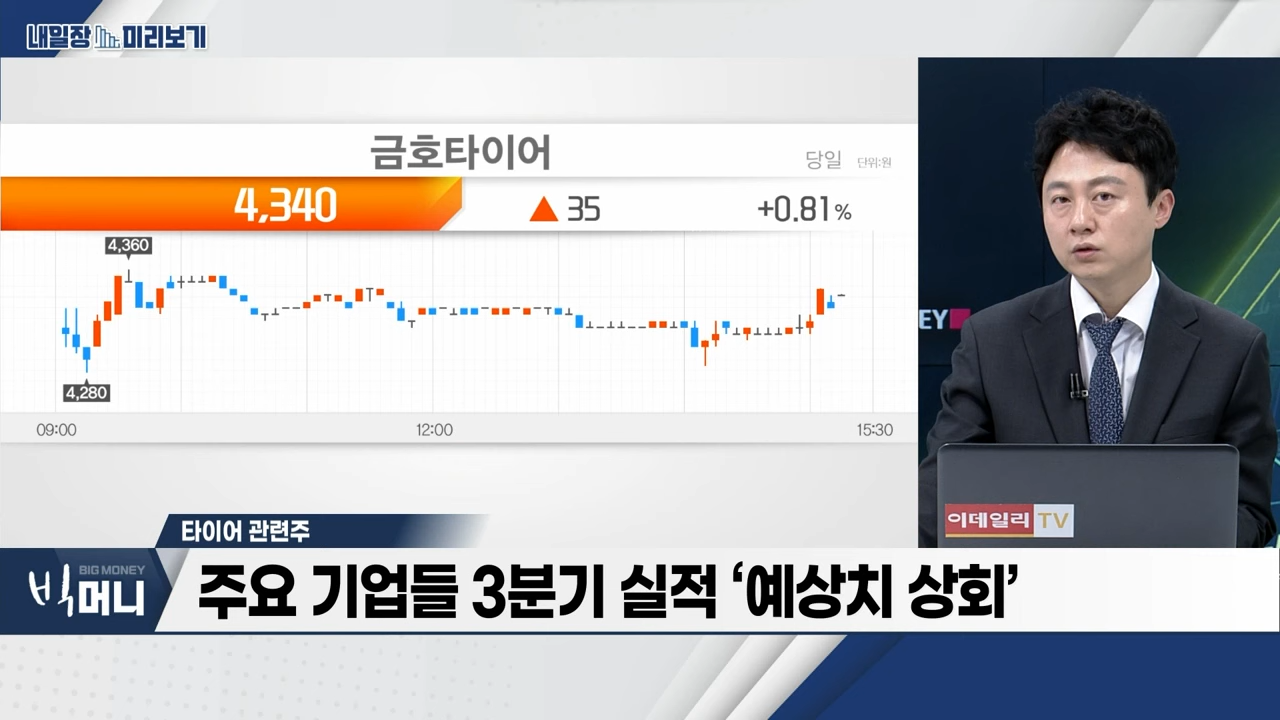 내일장 미리보기
금호타이어
당일 단위:원
4,340 ▲ 35 +0.81%
4,360
4,280
09:00 12:00 15:30
EY
이데일리 TV
타이어 관련주
BIG MONEY
빅머니
주요 기업들 3분기 실적 ‘예상치 상회’